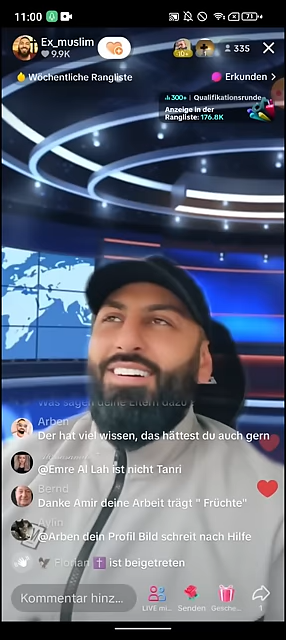 11:00
71
Ex_muslim
9.9K
10+
335
Wöchentliche Rangliste
Erkunden >
300+ | Qualifikationsrunde
Anzeige in der
Rangliste: 176.8K
Was sagen deine Eltern dazu
Arben
Der hat viel wissen, das hättest du auch gern
@Emre Al Lah ist nicht Tanri
Bernd
Danke Amir deine Arbeit trägt " Früchte"
Aylin
@Arben dein Profil Bild schreit nach Hilfe
Florian ist beigetreten
Kommentar hinz...
LIVE mi...
Senden
Gesche...
1